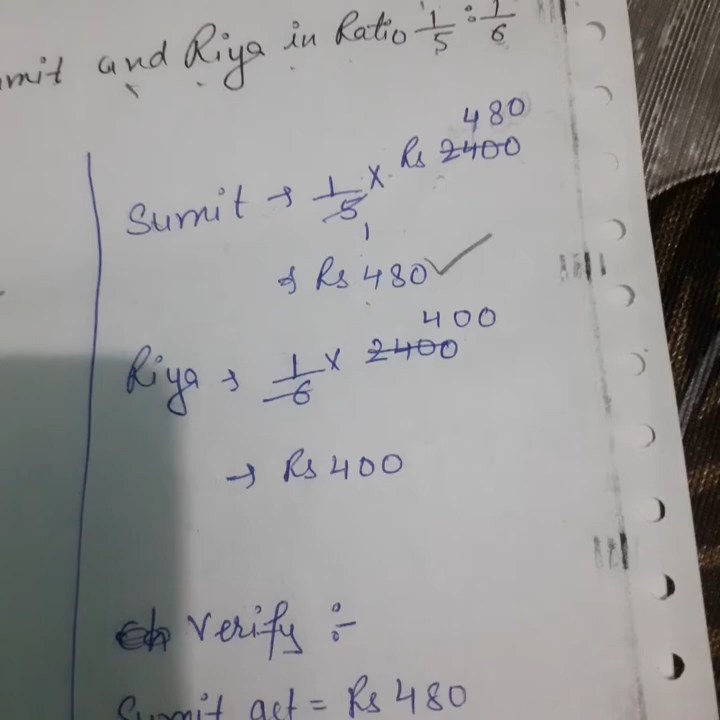 and Riya in Ratio 1/5 : 1/6
480
Sumit → 1/5 × Rs 2400
1
Rs 480 ✓
400
Riya → 1/6 × 2400
→ Rs 400
Verify :-
Sumit get = Rs 480